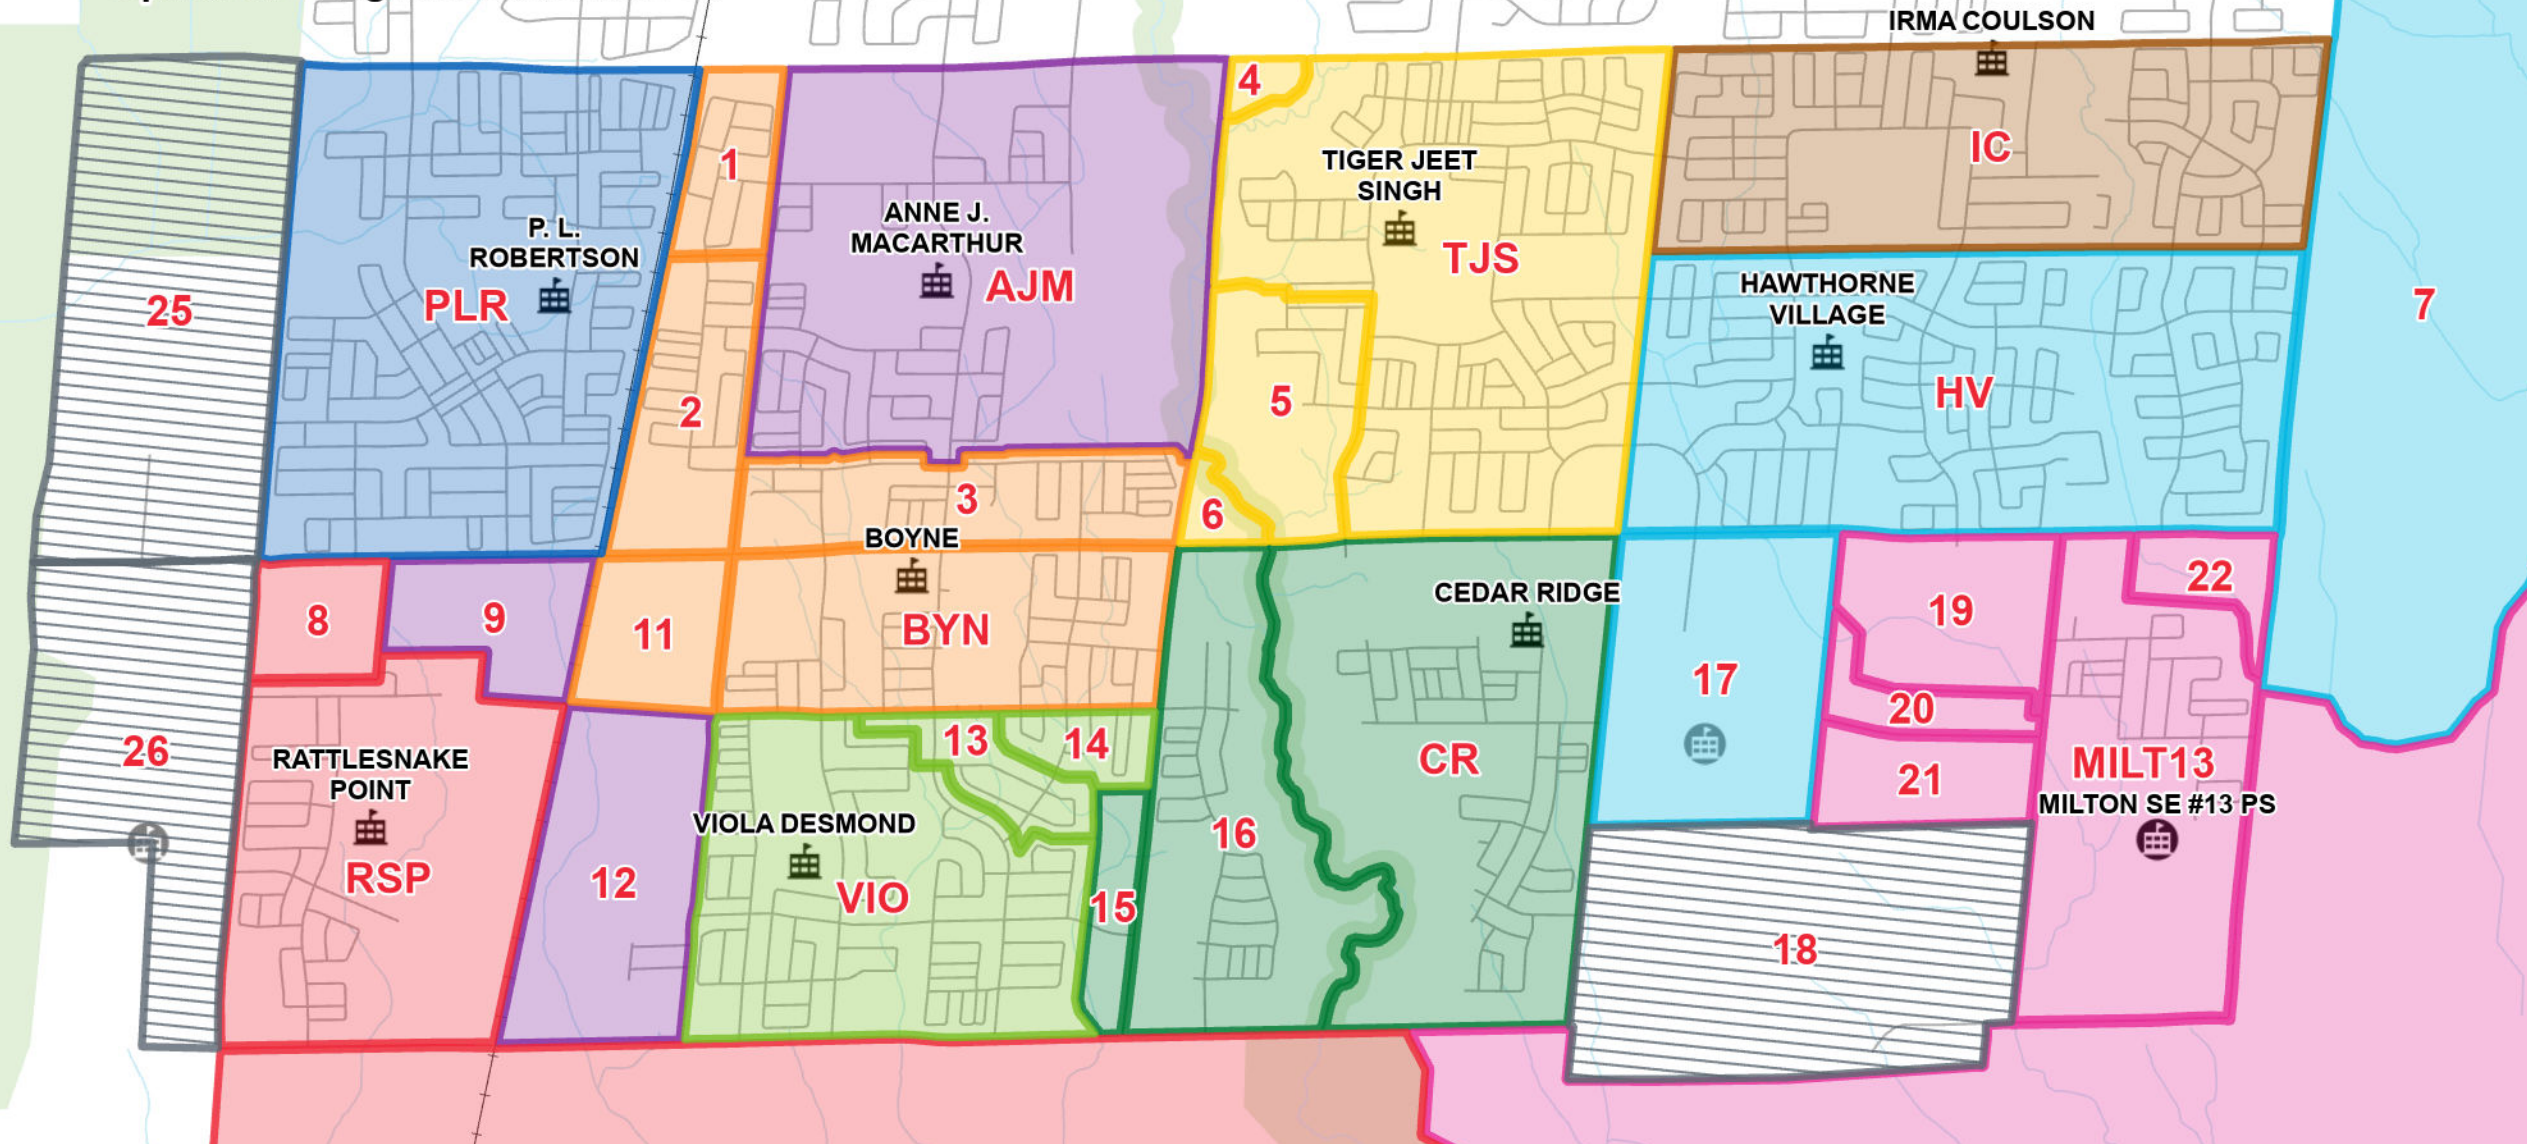 IRMA COULSON
4
IC
1
TIGER JEET
SINGH
TJS
ANNE J.
MACARTHUR
AJM
P. L.
ROBERTSON
PLR
25
HAWTHORNE
VILLAGE
HV
7
2
5
3
6
BOYNE
BYN
8
9
11
CEDAR RIDGE
CR
17
19
22
20
21
MILT13
MILTON SE #13 PS
26
RATTLESNAKE
POINT
RSP
12
13
14
VIOLA DESMOND
VIO
15
16
18